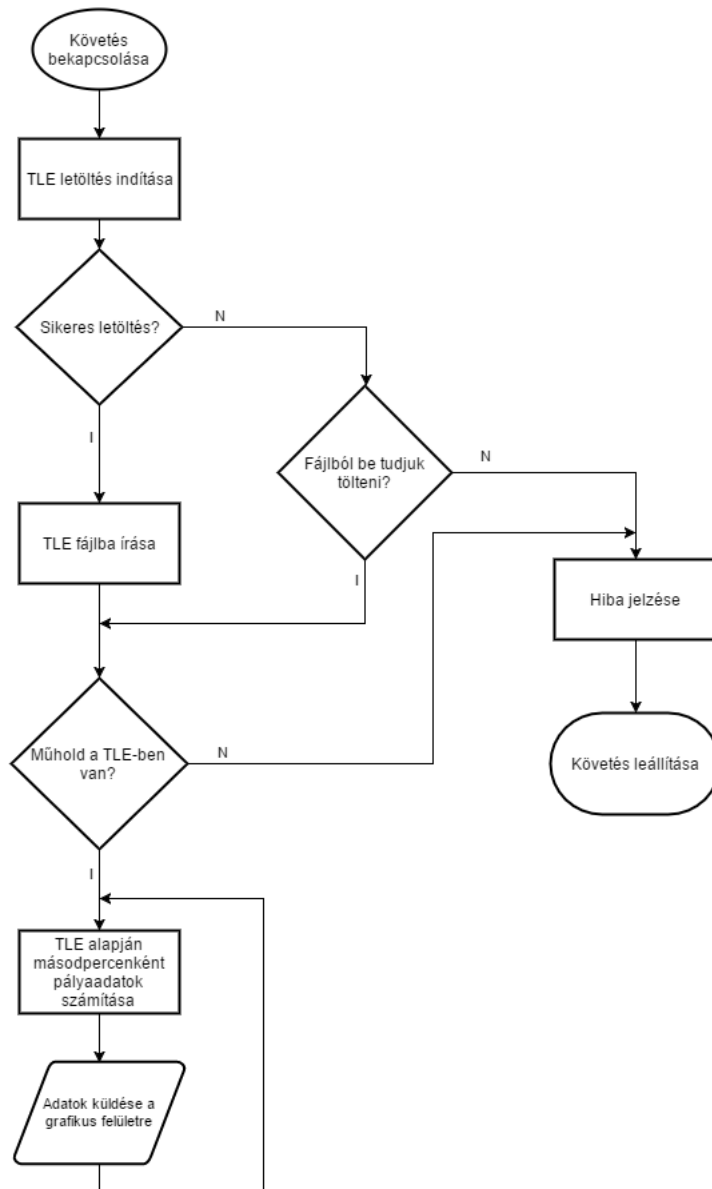 Követés
bekapcsolása
TLE letöltés indítása
Sikeres letöltés?
N
I
Fájlból be tudjuk
tölteni?
N
I
TLE fájlba írása
Hiba jelzése
Műhold a TLE-ben
van?
N
I
Követés leállítása
TLE alapján
másodpercenként
pályaadatok
számítása
Adatok küldése a
grafikus felületre